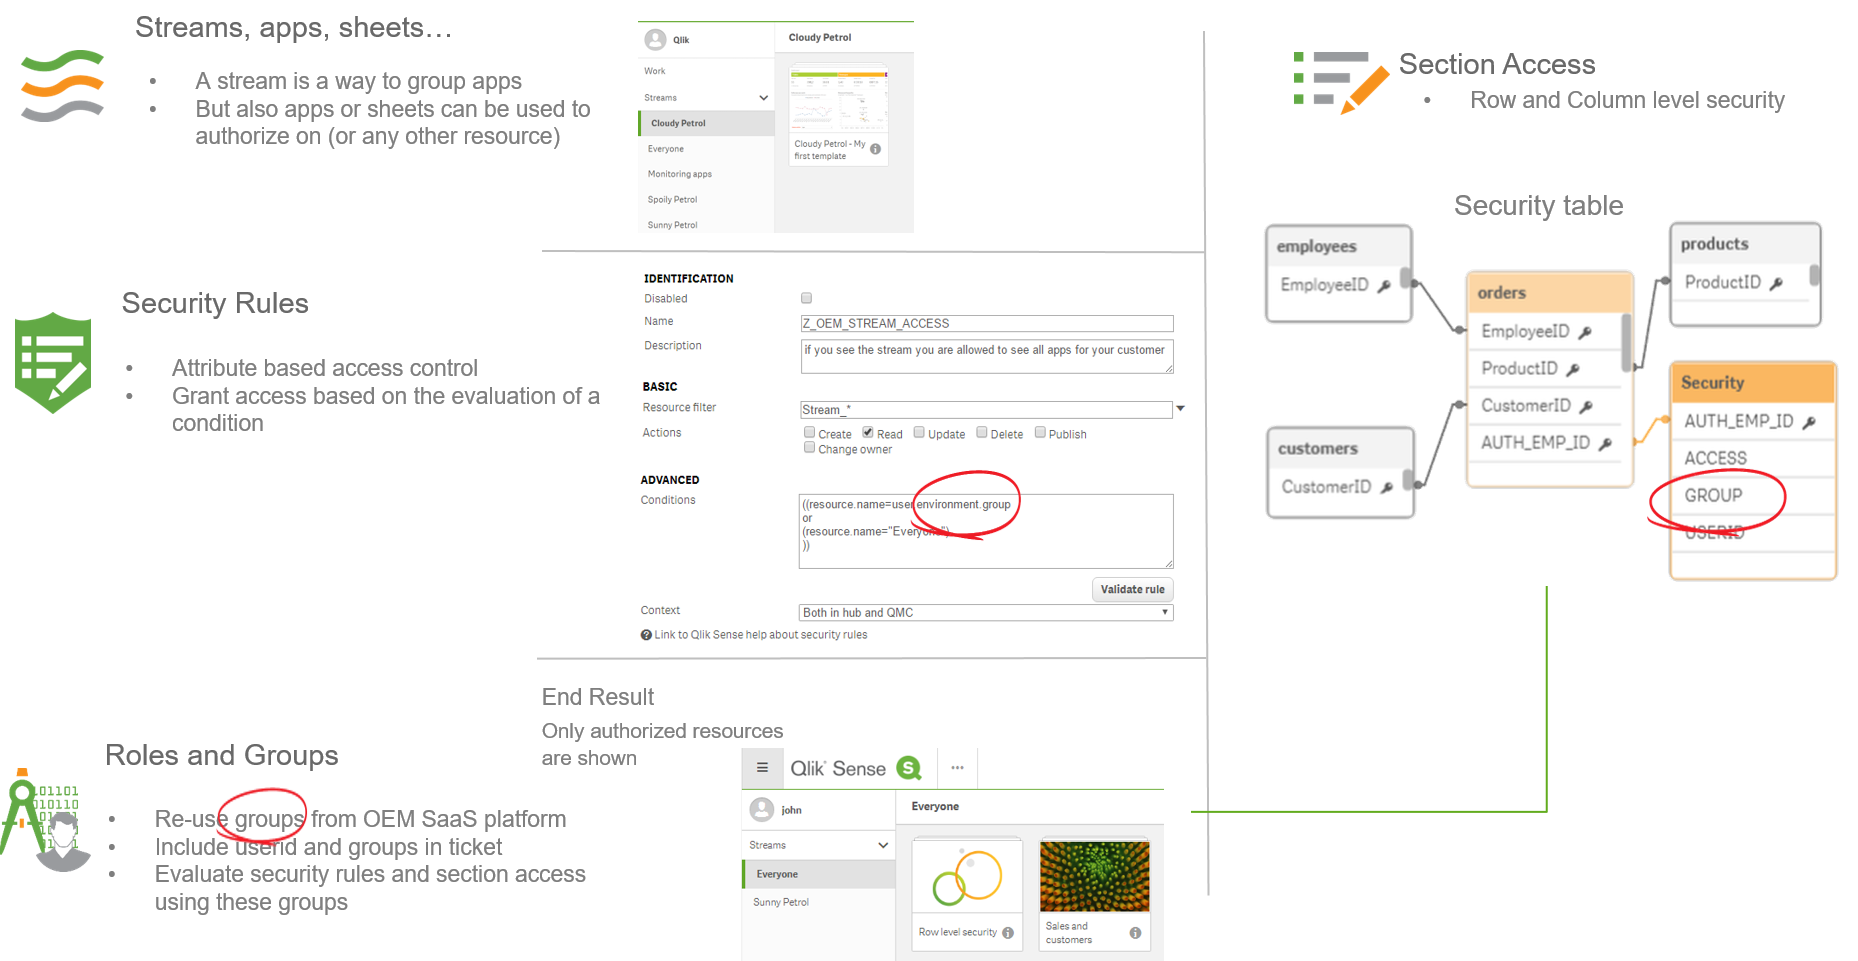 Streams, apps, sheets…
• A stream is a way to group apps
• But also apps or sheets can be used to
authorize on (or any other resource)
Qlik
Work
Streams
Cloudy Petrol
Everyone
Monitoring apps
Spoily Petrol
Sunny Petrol
Cloudy Petrol
Cloudy Petrol - My
first template
Security Rules
• Attribute based access control
• Grant access based on the evaluation of a
condition
IDENTIFICATION
Disabled
Name Z_OEM_STREAM_ACCESS
Description if you see the stream you are allowed to see all apps for your customer
BASIC
Resource filter Stream_*
Actions Create Read Update Delete Publish
Change owner
ADVANCED
Conditions ((resource.name=user.environment.group
or
(resource.name="Everyone")
))
Validate rule
Context Both in hub and QMC
Link to Qlik Sense help about security rules
Roles and Groups
• Re-use groups from OEM SaaS platform
• Include userid and groups in ticket
• Evaluate security rules and section access
using these groups
End Result
Only authorized resources
are shown
Qlik Sense
john
Streams
Everyone
Sunny Petrol
Everyone
Row level security
Sales and
customers
Section Access
• Row and Column level security
Security table
employees
EmployeeID
customers
CustomerID
orders
EmployeeID
ProductID
CustomerID
AUTH_EMP_ID
products
ProductID
Security
AUTH_EMP_ID
ACCESS
GROUP
USERID